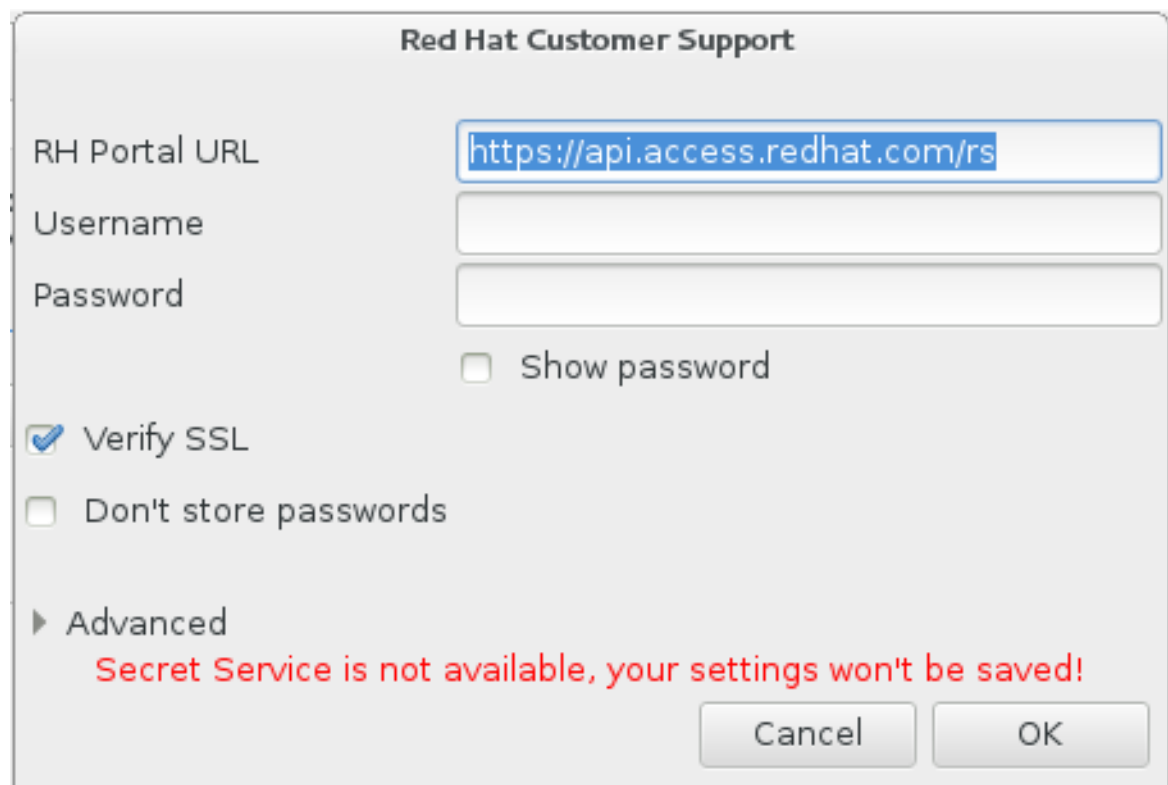 Red Hat Customer Support
RH Portal URL https://api.access.redhat.com/rs
Username
Password
Show password
Verify SSL
Don't store passwords
Advanced
Secret Service is not available, your settings won't be saved!
Cancel OK